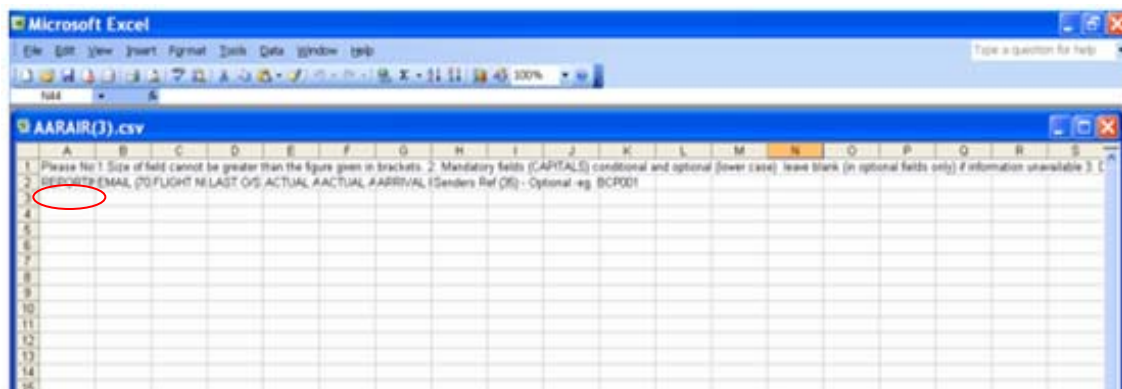 Microsoft Excel
File Edit View Insert Format Tools Data Window Help
Type a question for help
100%
N44
AARAIR(3).csv
A B C D E F G H I J K L M N O P Q R S
1 Please No 1. Size of field cannot be greater than the figure given in brackets. 2. Mandatory fields (CAPITALS) conditional and optional (lower case) leave blank (in optional fields only) if information unavailable 3. D
2 REPORTIN EMAIL (70 FLIGHT NU LAST O/S ACTUAL A ACTUAL A ARRIVAL Senders Ref (35) - Optional -eg BCP001
3
4
5
6
7
8
9
10
11
12
13
14
15